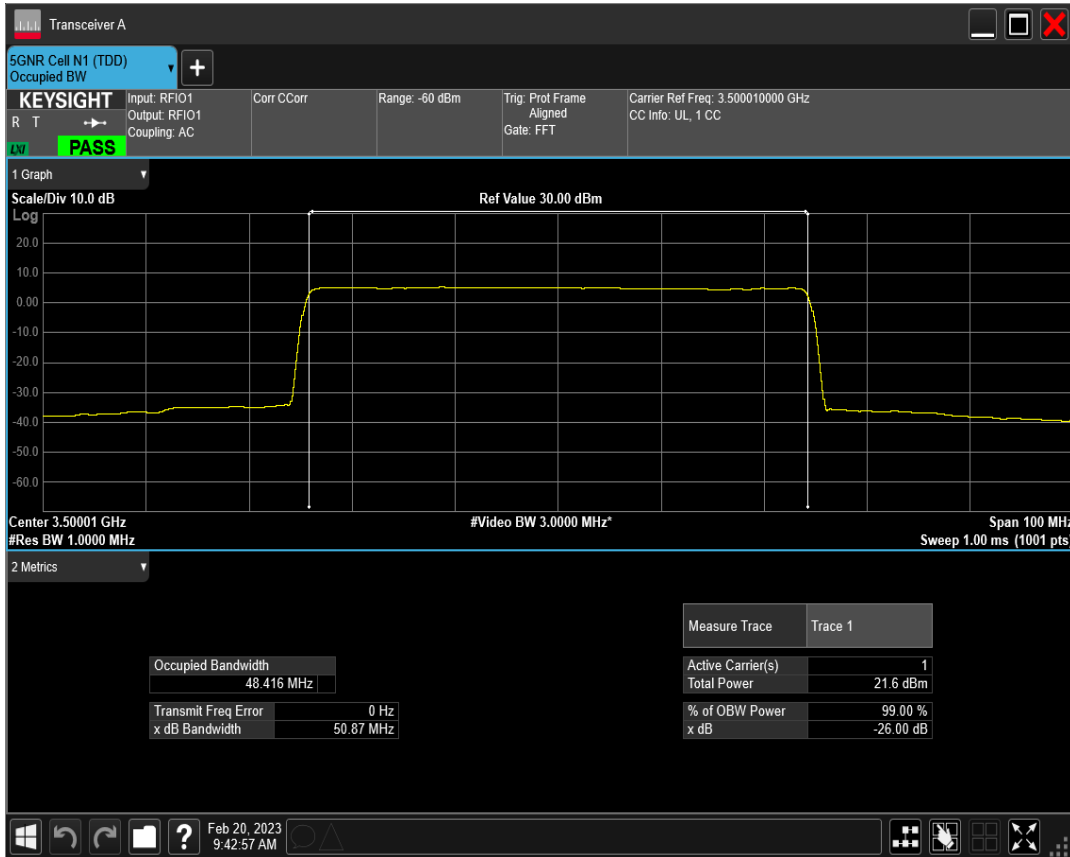 Transceiver A
5GNR Cell N1 (TDD)
Occupied BW
+
KEYSIGHT
R T
LXI
PASS
Input: RFIO1
Output: RFIO1
Coupling: AC
Corr CCorr
Range: -60 dBm
Trig: Prot Frame
Aligned
Gate: FFT
Carrier Ref Freq: 3.500010000 GHz
CC Info: UL, 1 CC
1 Graph
Scale/Div 10.0 dB
Ref Value 30.00 dBm
Log
20.0
10.0
0.00
-10.0
-20.0
-30.0
-40.0
-50.0
-60.0
Center 3.50001 GHz
#Video BW 3.0000 MHz*
Span 100 MHz
#Res BW 1.0000 MHz
Sweep 1.00 ms (1001 pts)
2 Metrics
Measure Trace Trace 1
Occupied Bandwidth
48.416 MHz
Active Carrier(s) 1
Total Power 21.6 dBm
Transmit Freq Error 0 Hz
x dB Bandwidth 50.87 MHz
% of OBW Power 99.00 %
x dB -26.00 dB
?
Feb 20, 2023
9:42:57 AM